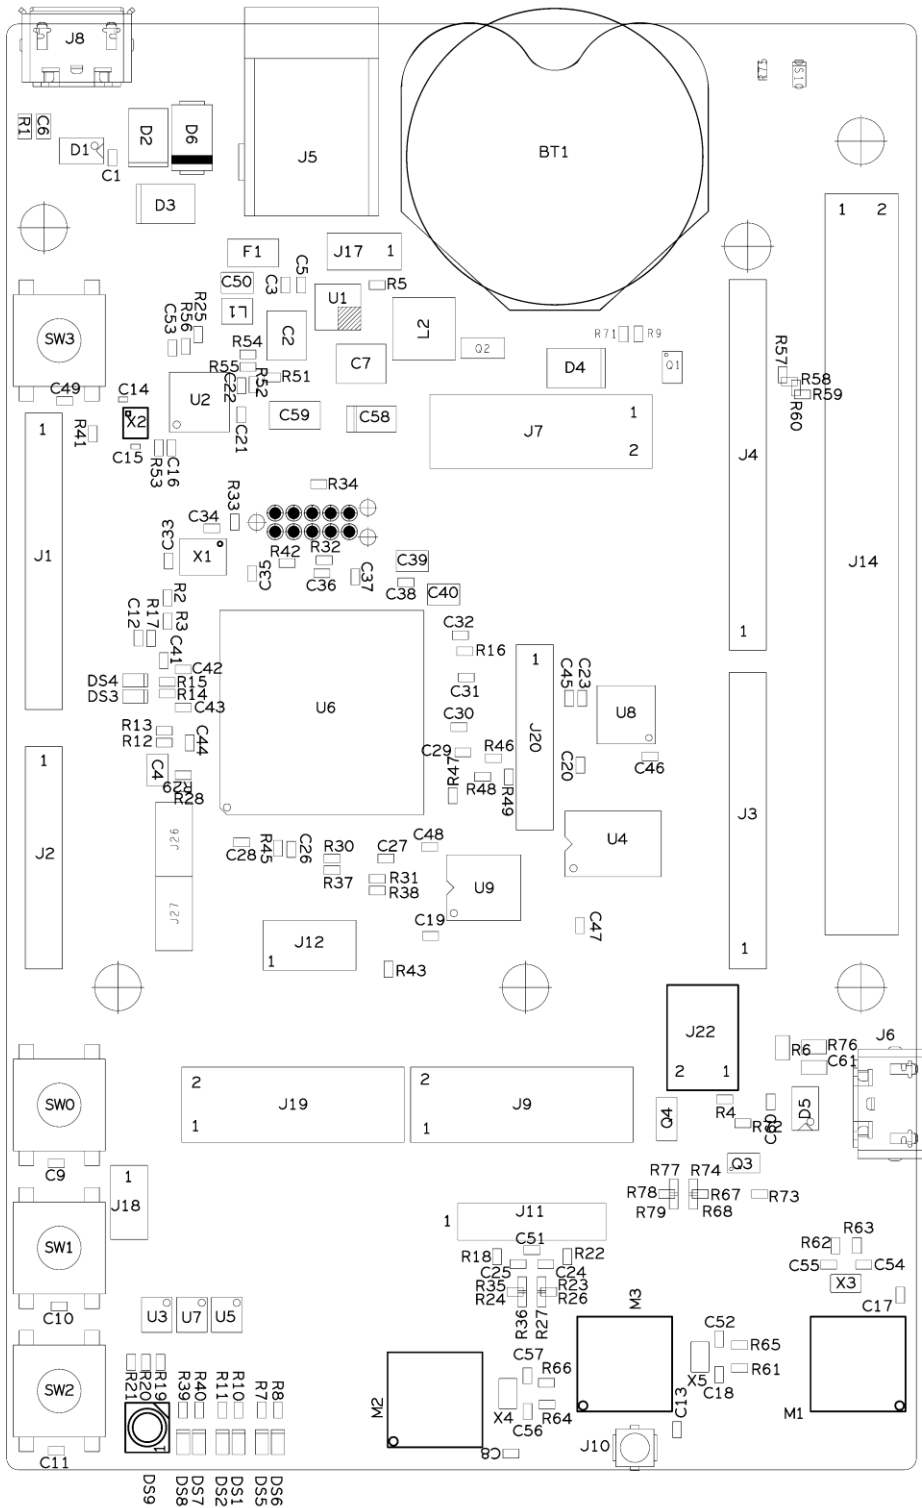 J8
R75
DS1
R1
C6
D1
C1
D2
D6
J5
BT1
D3
1 2
F1
J17 1
C50
C3
C5
R5
U1
L1
C2
L2
R25
R56
C53
R54
R55
C22
R52
R51
C7
Q2
D4
R71
R9
Q1
R57
R58
R59
R60
SW3
C49
C14
X2
U2
C21
C59
C58
R41
C15
R53
C16
1
J7
1
2
J4
R34
R33
C34
C33
X1
J1
R42
R32
C35
C36
C37
C39
C38
C40
J14
R2
R3
C12
R17
C41
C42
R15
R14
C43
DS4
DS3
C32
R16
C31
1
1
C45
C23
U6
C30
U8
R13
R12
C44
C29
R46
J20
C20
C46
1
C4
R29
R28
R47
R48
R49
J3
J26
C28
R45
C26
R30
R37
C27
C48
R31
R38
U4
J2
U9
J27
C19
C47
J12
1
R43
1
J22
2 1
R6
R76
C61
J6
SW0
2
J19
1
2
J9
1
Q4
R4
R72
C60
D5
C9
Q3
R77
R74
R78
R67
R79
R68
R73
1
J18
J11
1
SW1
R18
C51
R22
C25
C24
R35
R23
R24
R26
R36
R27
R62
R63
C55
C54
X3
C17
C10
U3
U7
U5
M3
C52
R65
X5
R61
C18
M1
SW2
R21
R20
R19
R39
R40
R11
R10
R7
R8
1
M2
C57
R66
X4
R64
C56
C13
J10
C8
C11
DS9
DS8
DS7
DS2
DS1
DS5
DS6